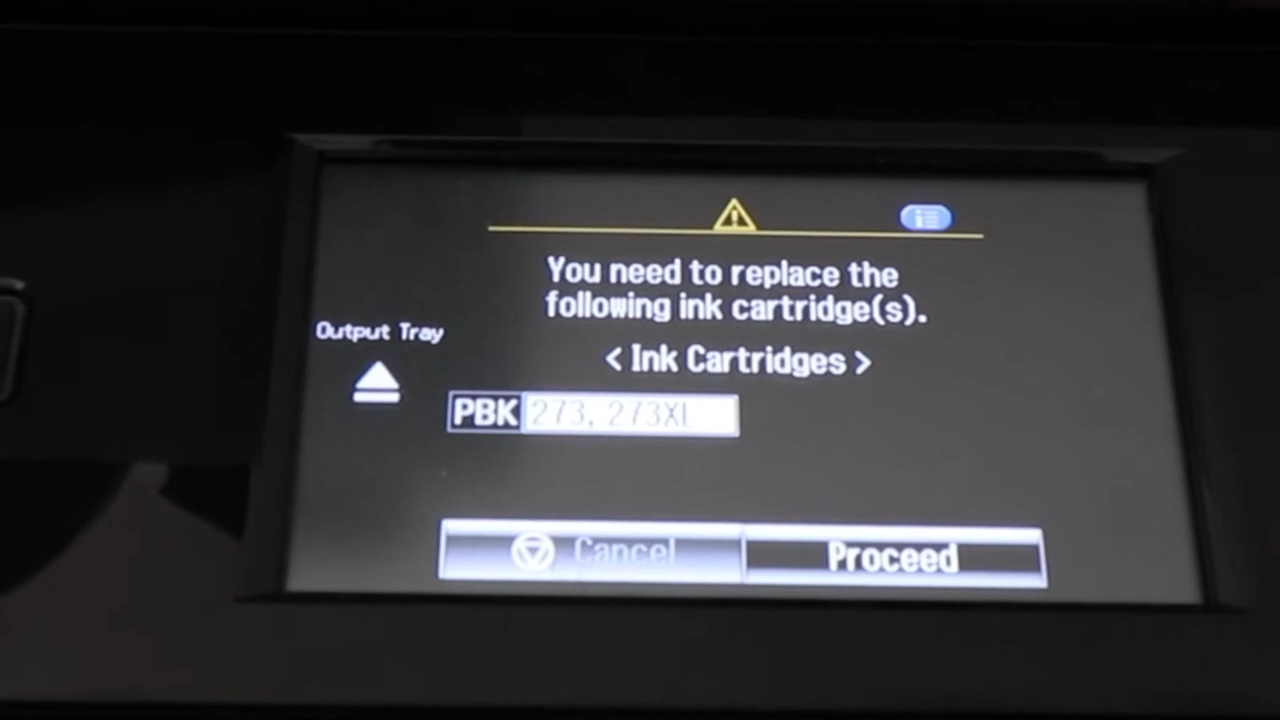 You need to replace the
following ink cartridge(s).
Output Tray
< Ink Cartridges >
PBK 273, 273XL
Cancel Proceed